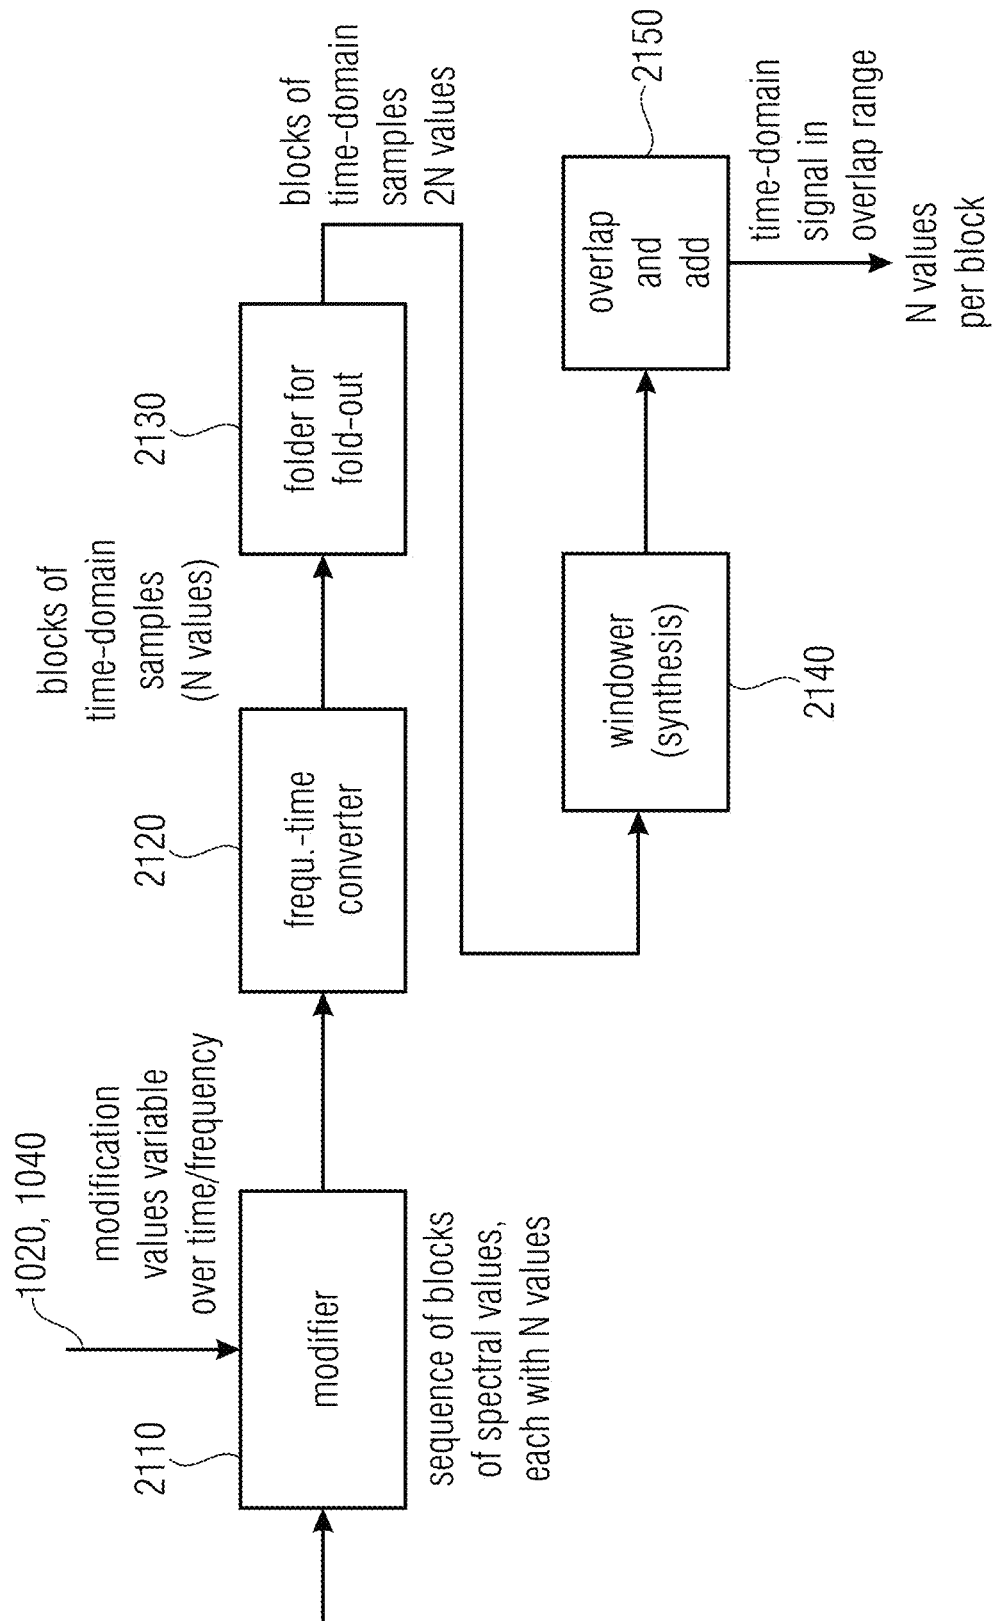 1020, 1040
modification
values variable
over time/frequency
2110
modifier
sequence of blocks
of spectral values,
each with N values
2120
frequ.-time
converter
blocks of
time-domain
samples
(N values)
2130
folder for
fold-out
blocks of
time-domain
samples
2N values
windower
(synthesis)
2140
overlap
and
add
2150
time-domain
signal in
overlap range
N values
per block